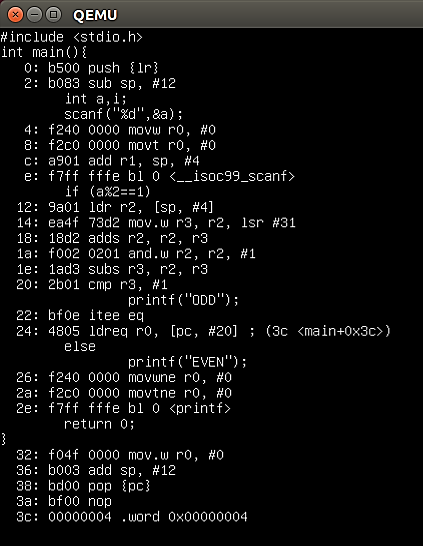 QEMU
#include <stdio.h>
int main(){
0: b500 push {lr}
2: b083 sub sp, #12
int a,i;
scanf("%d",&a);
4: f240 0000 movw r0, #0
8: f2c0 0000 movt r0, #0
c: a901 add r1, sp, #4
e: f7ff fffe bl 0 <__isoc99_scanf>
if (a%2==1)
12: 9a01 ldr r2, [sp, #4]
14: ea4f 73d2 mov.w r3, r2, lsr #31
18: 18d2 adds r2, r2, r3
1a: f002 0201 and.w r2, r2, #1
1e: 1ad3 subs r3, r2, r3
20: 2b01 cmp r3, #1
printf("ODD");
22: bf0e itee eq
24: 4805 ldreq r0, [pc, #20] ; (3c <main+0x3c>)
else
printf("EVEN");
26: f240 0000 movwne r0, #0
2a: f2c0 0000 movtne r0, #0
2e: f7ff fffe bl 0 <printf>
return 0;
}
32: f04f 0000 mov.w r0, #0
36: b003 add sp, #12
38: bd00 pop {pc}
3a: bf00 nop
3c: 00000004 .word 0x00000004